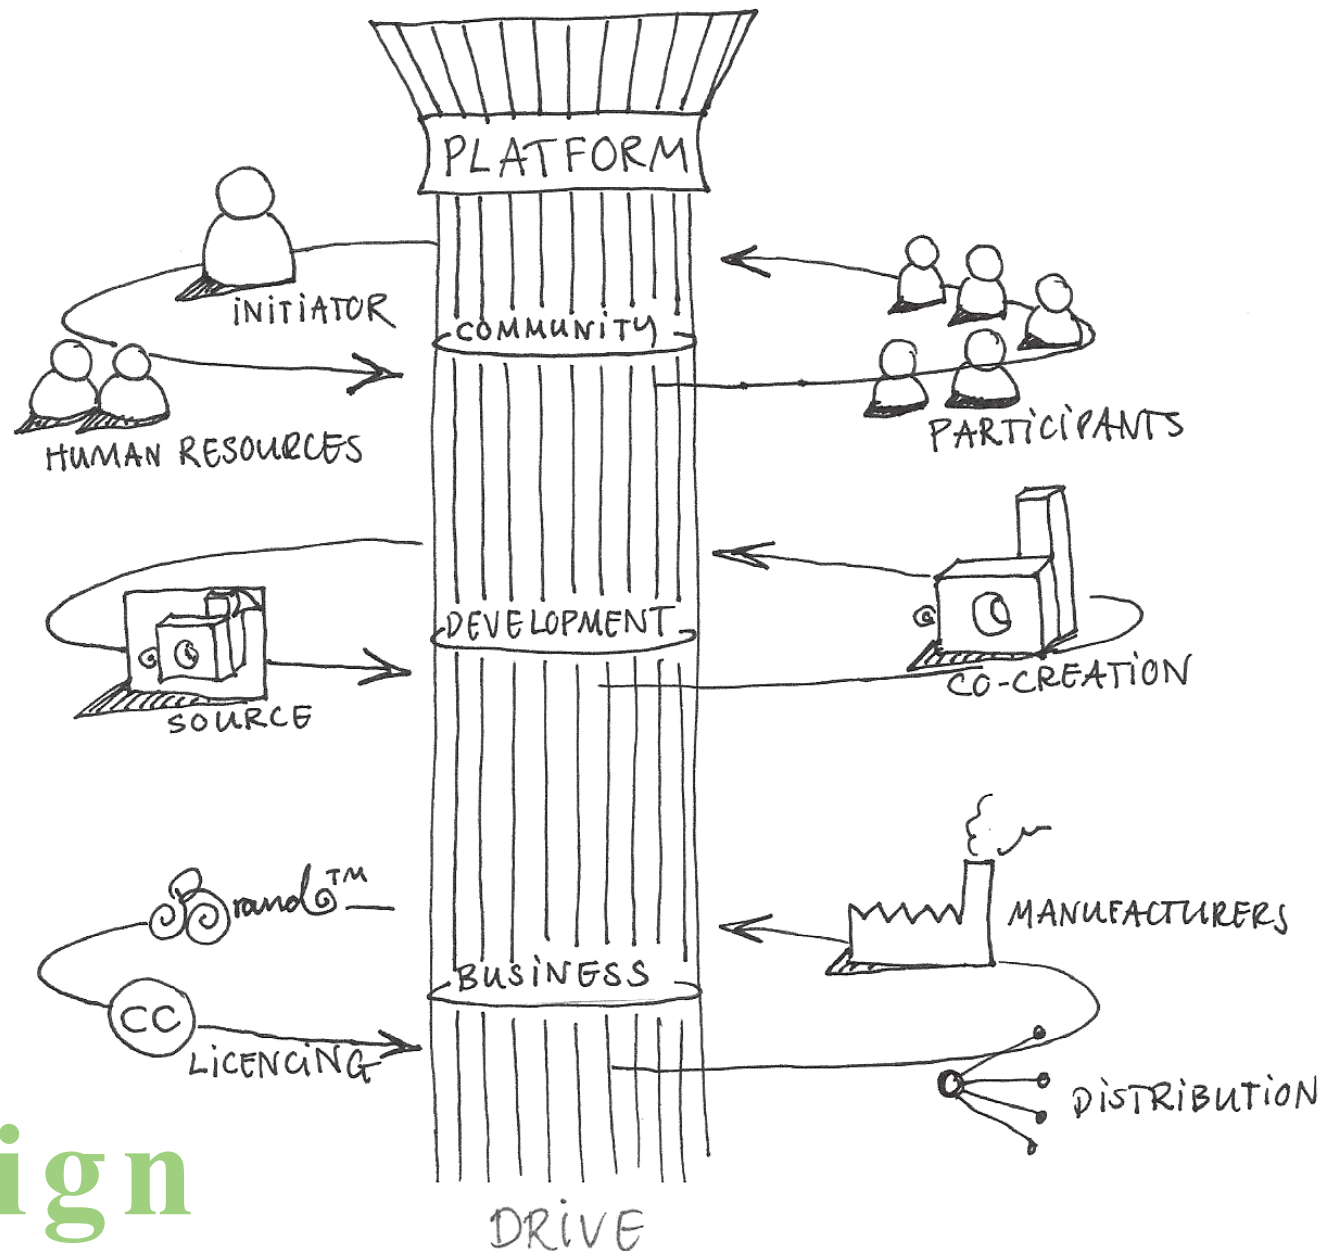 PLATFORM
INITIATOR
COMMUNITY
HUMAN RESOURCES
PARTICIPANTS
DEVELOPMENT
SOURCE
CO-CREATION
Brand™
MANUFACTURERS
BUSINESS
CC
LICENCING
DISTRIBUTION
ign
DRIVE